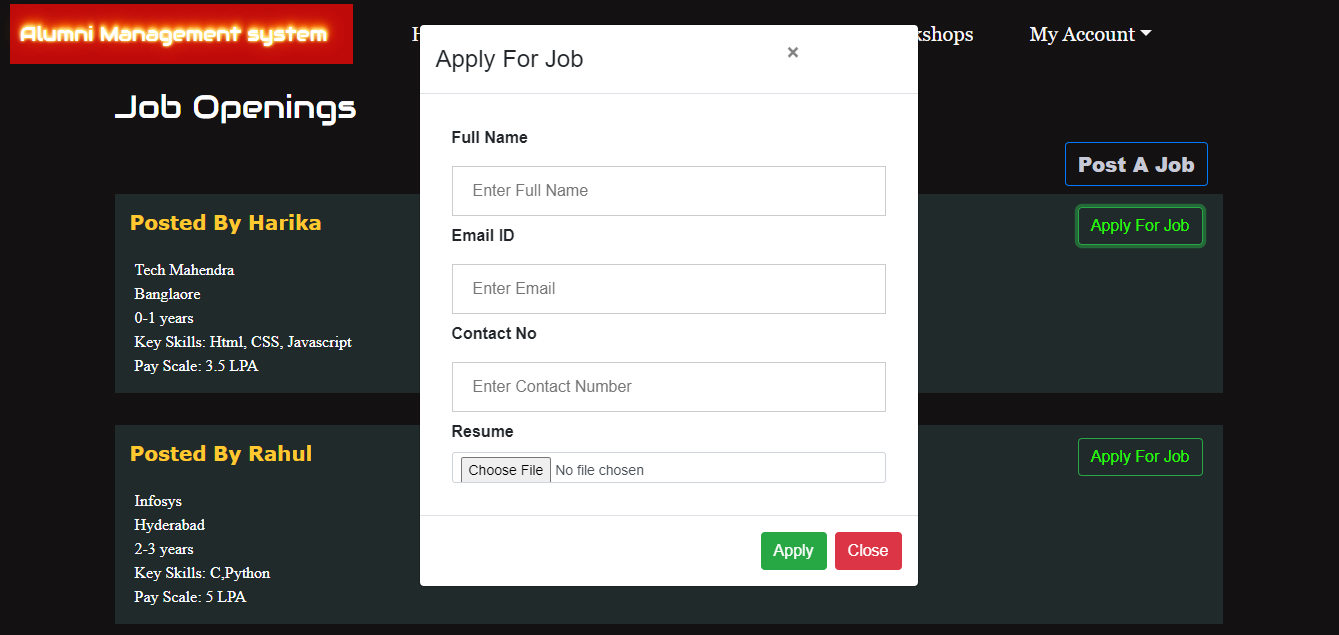 Alumni Management system
My Account
Job Openings
Post A Job
Posted By Harika
Apply For Job
Tech Mahendra
Banglaore
0-1 years
Key Skills: Html, CSS, Javascript
Pay Scale: 3.5 LPA
Posted By Rahul
Apply For Job
Infosys
Hyderabad
2-3 years
Key Skills: C,Python
Pay Scale: 5 LPA
Apply For Job ×
Full Name
Enter Full Name
Email ID
Enter Email
Contact No
Enter Contact Number
Resume
Choose File No file chosen
Apply Close